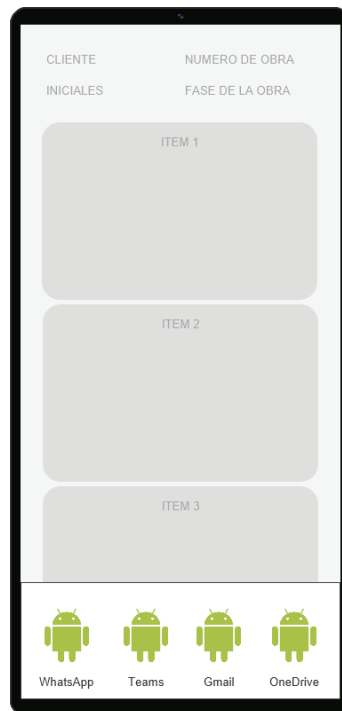 CLIENTE NUMERO DE OBRA
INICIALES FASE DE LA OBRA
ITEM 1
ITEM 2
ITEM 3
WhatsApp Teams Gmail OneDrive